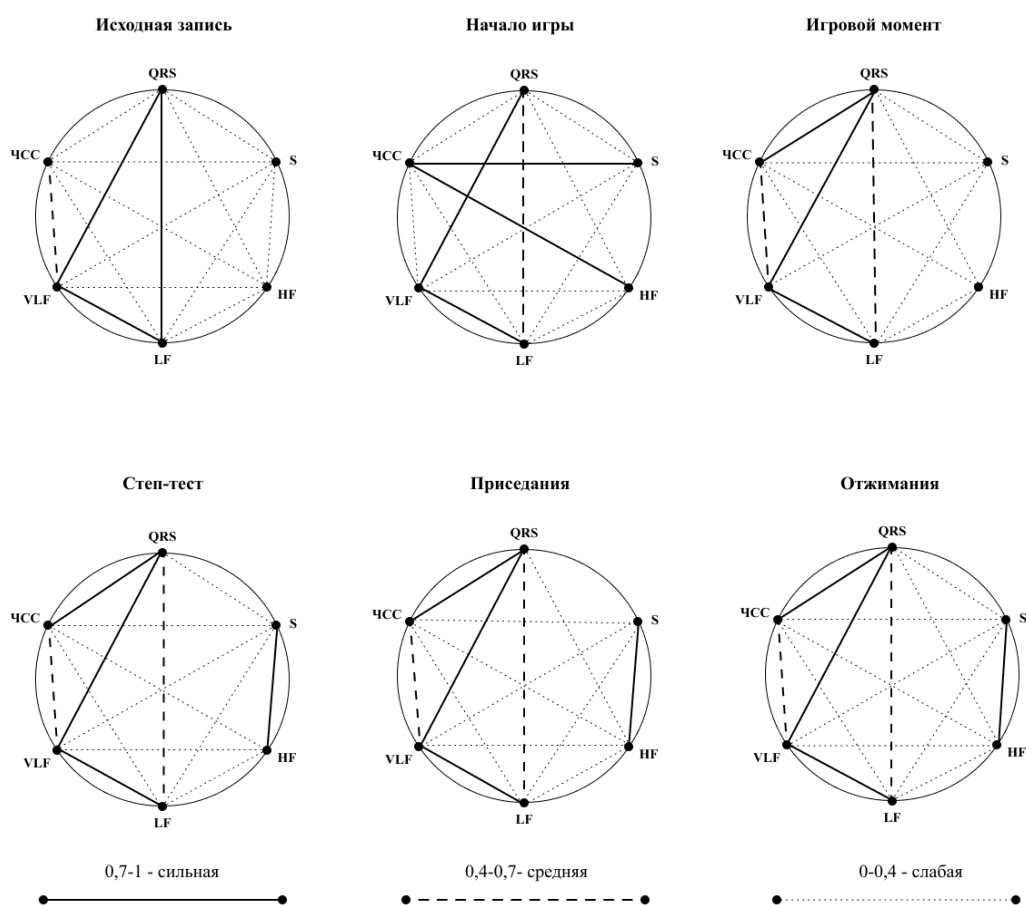 Исходная запись
Начало игры
Игровой момент
QRS
ЧСС
S
VLF
HF
LF
QRS
ЧСС
S
VLF
HF
LF
QRS
ЧСС
S
VLF
HF
LF
Степ-тест
Приседания
Отжимания
QRS
ЧСС
S
VLF
HF
LF
QRS
ЧСС
S
VLF
HF
LF
QRS
ЧСС
S
VLF
HF
LF
0,7-1 - сильная
0,4-0,7- средняя
0-0,4 - слабая